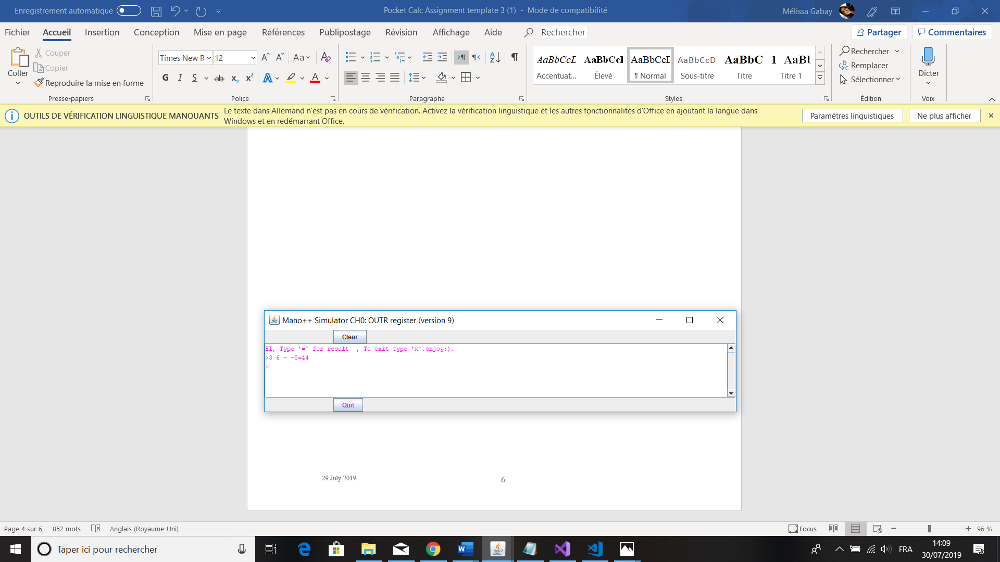 Enregistrement automatique
Pocket Calc Assignment template 3 (1) - Mode de compatibilité
Mélissa Gabay
Fichier Accueil Insertion Conception Mise en page Références Publipostage Révision Affichage Aide Rechercher
Partager Commentaires
Coller
Couper
Copier
Reproduire la mise en forme
Presse-papiers
Times New R 12
Aa
G I S ab x₂ x² A A
Police
Paragraphe
AaBbCcL AaBbCcI AaBbCcI AaBbCcD AaBbC 1 AaBb
Accentuat... Élevé ¶ Normal Sous-titre Titre Titre 1
Styles
Rechercher
Remplacer
Sélectionner
Édition
Dicter
Voix
OUTILS DE VÉRIFICATION LINGUISTIQUE MANQUANTS
Le texte dans Allemand n’est pas en cours de vérification. Activez la vérification linguistique et les autres fonctionnalités d’Office en ajoutant la langue dans
Windows et en redémarrant Office.
Paramètres linguistiques
Ne plus afficher
Mano++ Simulator CH0: OUTR register (version 9)
Clear
HI, Type '=' for result  , To exit type 'x'.enjoy:).
>3 6 - -8=44
>
Quit
29 July 2019
6
Page 4 sur 6 852 mots Anglais (Royaume-Uni)
Focus
96 %
Taper ici pour rechercher
FRA
14:09
30/07/2019